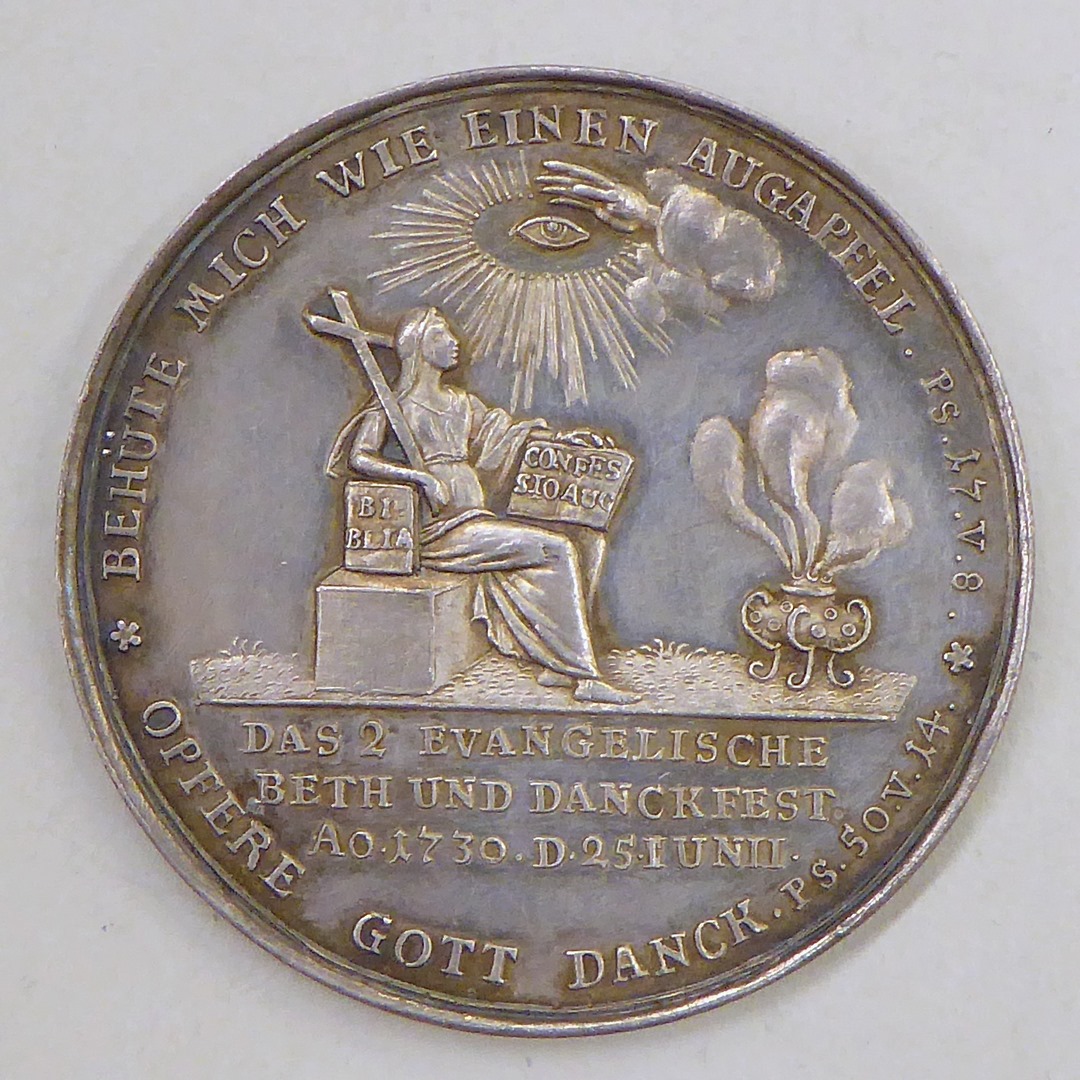 * BEHÜTE MICH WIE EINEN AUGAPFEL. PS. 17. V. 8. *
CONFES
SIO AUG
BI-
BLIA
DAS 2 EVANGELISCHE
BETH UND DANCKFEST.
AO. 1730. D. 25. IUNII.
OPFERE GOTT DANCK. PS. 50. V. 14.